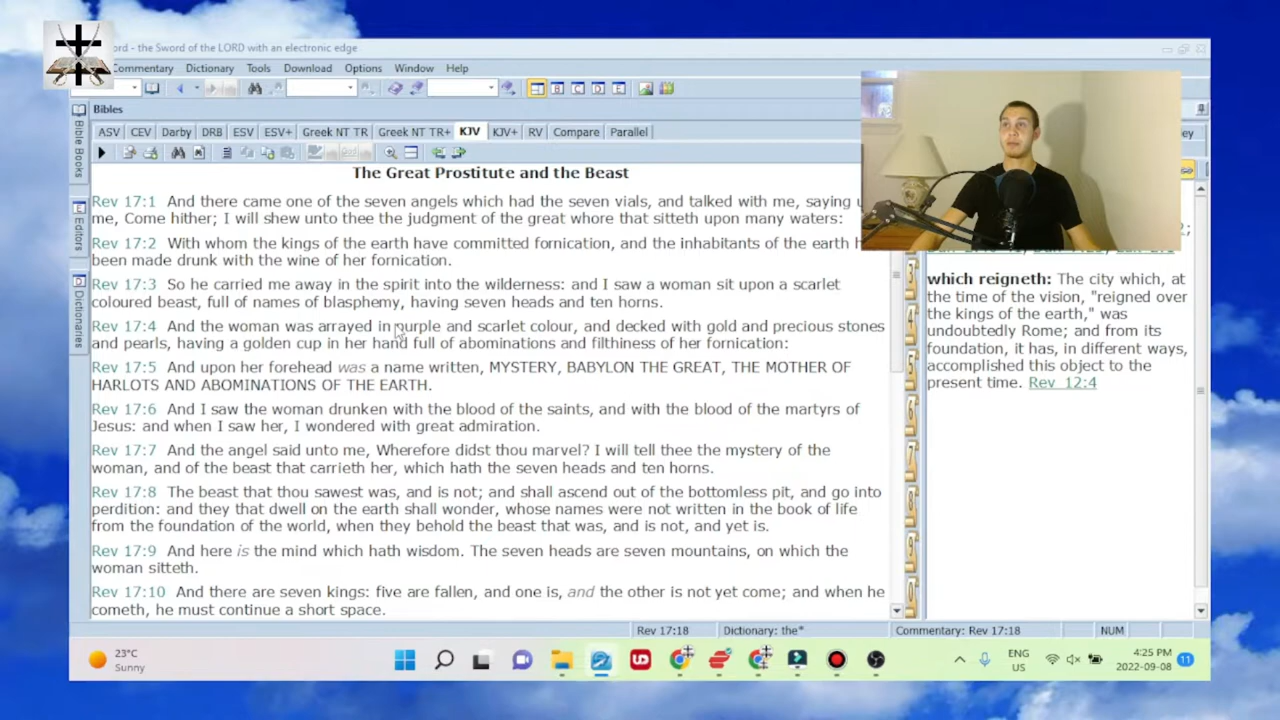 ord - the Sword of the LORD with an electronic edge
Commentary Dictionary Tools Download Options Window Help
Bibles
ASV CEV Darby DRB ESV ESV+ Greek NT TR Greek NT TR+ KJV KJV+ RV Compare Parallel
Bible Books
Editors
Dictionaries
The Great Prostitute and the Beast
Rev 17:1 And there came one of the seven angels which had the seven vials, and talked with me, saying
me, Come hither; I will shew unto thee the judgment of the great whore that sitteth upon many waters:
Rev 17:2 With whom the kings of the earth have committed fornication, and the inhabitants of the earth
been made drunk with the wine of her fornication.
Rev 17:3 So he carried me away in the spirit into the wilderness: and I saw a woman sit upon a scarlet
coloured beast, full of names of blasphemy, having seven heads and ten horns.
Rev 17:4 And the woman was arrayed in purple and scarlet colour, and decked with gold and precious stones
and pearls, having a golden cup in her hand full of abominations and filthiness of her fornication:
Rev 17:5 And upon her forehead was a name written, MYSTERY, BABYLON THE GREAT, THE MOTHER OF
HARLOTS AND ABOMINATIONS OF THE EARTH.
Rev 17:6 And I saw the woman drunken with the blood of the saints, and with the blood of the martyrs of
Jesus: and when I saw her, I wondered with great admiration.
Rev 17:7 And the angel said unto me, Wherefore didst thou marvel? I will tell thee the mystery of the
woman, and of the beast that carrieth her, which hath the seven heads and ten horns.
Rev 17:8 The beast that thou sawest was, and is not; and shall ascend out of the bottomless pit, and go into
perdition: and they that dwell on the earth shall wonder, whose names were not written in the book of life
from the foundation of the world, when they behold the beast that was, and is not, and yet is.
Rev 17:9 And here is the mind which hath wisdom. The seven heads are seven mountains, on which the
woman sitteth.
Rev 17:10 And there are seven kings: five are fallen, and one is, and the other is not yet come; and when he
cometh, he must continue a short space.
which reigneth: The city which, at
the time of the vision, "reigned over
the kings of the earth," was
undoubtedly Rome; and from its
foundation, it has, in different ways,
accomplished this object to the
present time. Rev 12:4
Rev 17:18 Dictionary: the* Commentary: Rev 17:18 NUM
23°C
Sunny
ENG
US
4:25 PM
2022-09-08
11